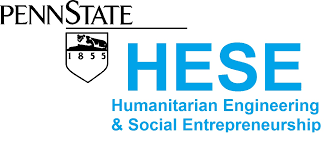 PENNSTATE
1855
HESE
Humanitarian Engineering
& Social Entrepreneurship